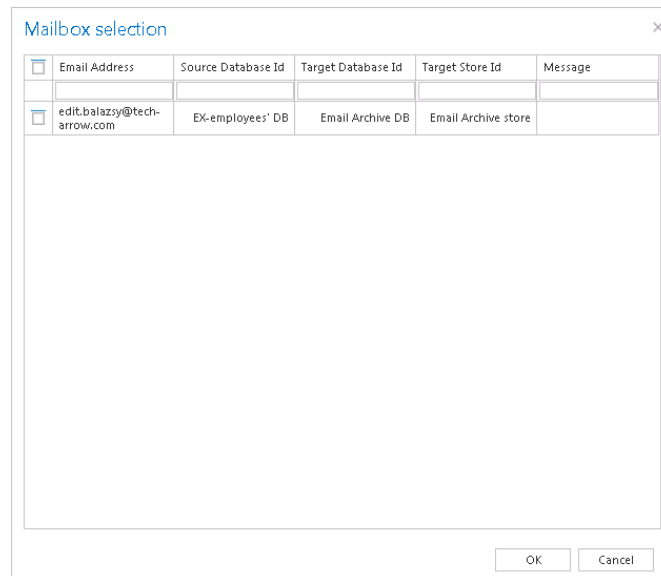 Mailbox selection
Email Address Source Database Id Target Database Id Target Store Id Message
edit.balazsy@tech-
arrow.com EX-employees' DB Email Archive DB Email Archive store
OK Cancel